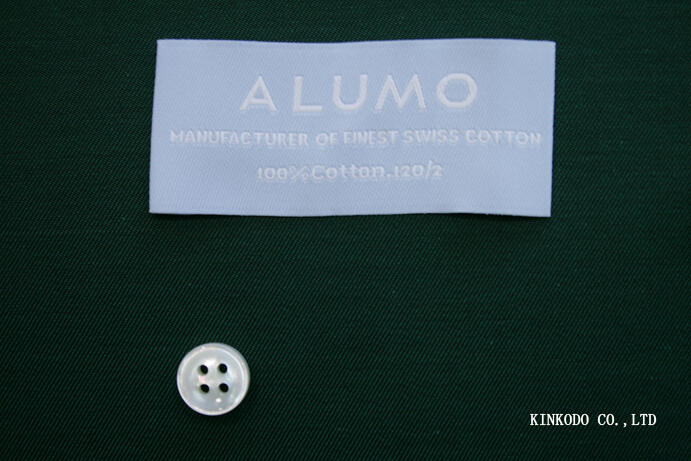 ALUMO
MANUFACTURER OF FINEST SWISS COTTON
100%Cotton.120/2
KINKODO CO.,LTD